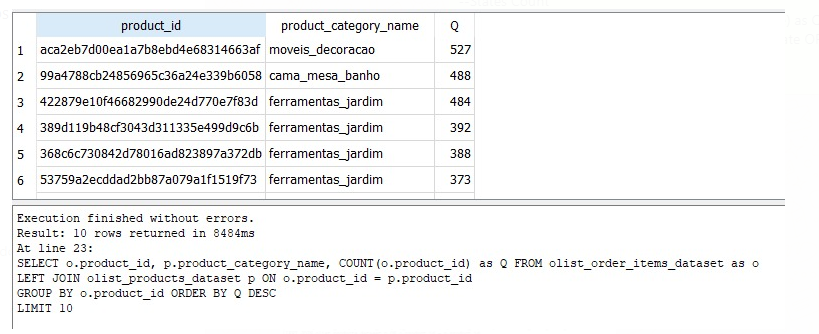 product_id product_category_name Q
1 aca2eb7d00ea1a7b8ebd4e68314663af moveis_decoracao 527
2 99a4788cb24856965c36a24e339b6058 cama_mesa_banho 488
3 422879e10f46682990de24d770e7f83d ferramentas_jardim 484
4 389d119b48cf3043d311335e499d9c6b ferramentas_jardim 392
5 368c6c730842d78016ad823897a372db ferramentas_jardim 388
6 53759a2ecddad2bb87a079a1f1519f73 ferramentas_jardim 373
Execution finished without errors.
Result: 10 rows returned in 8484ms
At line 23:
SELECT o.product_id, p.product_category_name, COUNT(o.product_id) as Q FROM olist_order_items_dataset as o
LEFT JOIN olist_products_dataset p ON o.product_id = p.product_id
GROUP BY o.product_id ORDER BY Q DESC
LIMIT 10